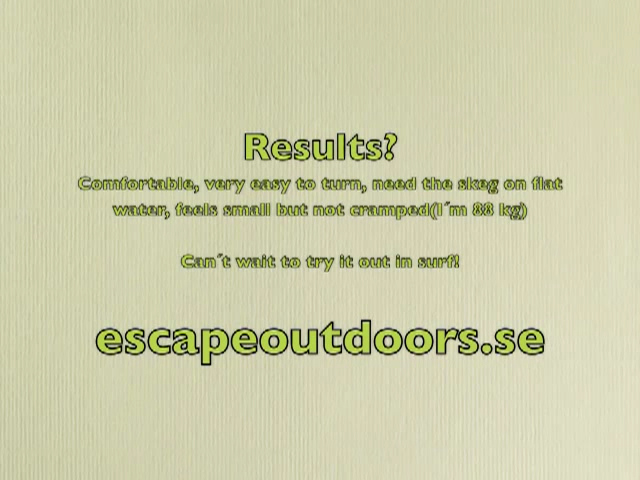 Results?
Comfortable, very easy to turn, need the skeg on flat
water, feels small but not cramped(I´m 88 kg)
Can´t wait to try it out in surf!
escapeoutdoors.se